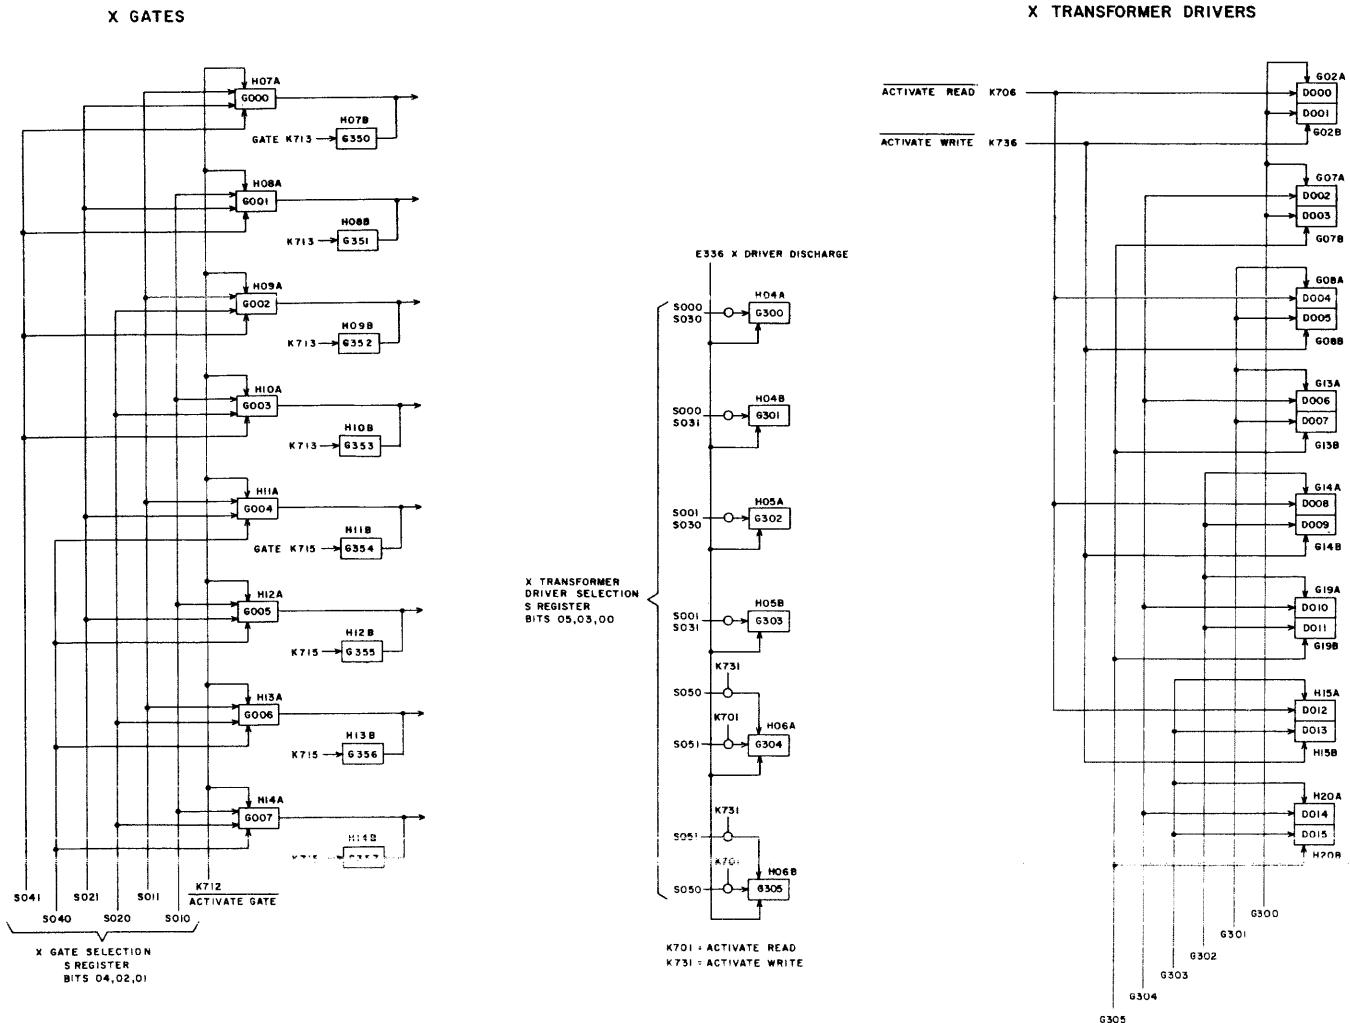 X GATES
X TRANSFORMER DRIVERS
H07A
G000
H07B
GATE K713
G350
H08A
G001
H08B
K713
G351
H09A
G002
H09B
K713
G352
H10A
G003
H10B
K713
G353
H11A
G004
H11B
GATE K715
G354
H12A
G005
H12B
K715
G355
H13A
G006
H13B
K715
G356
H14A
G007
H14B
K715
G357
S041
S021
S011
K712
ACTIVATE GATE
S040
S020
S010
X GATE SELECTION
S REGISTER
BITS 04,02,01
E336 X DRIVER DISCHARGE
S000
S030
H04A
G300
S000
S031
H04B
G301
S001
S030
H05A
G302
X TRANSFORMER
DRIVER SELECTION
S REGISTER
BITS 05,03,00
S001
S031
H05B
G303
K731
S050
K701
H06A
S051
G304
K731
S051
K701
H06B
S050
G305
K701 = ACTIVATE READ
K731 = ACTIVATE WRITE
ACTIVATE READ K706
ACTIVATE WRITE K736
G02A
D000
D001
G02B
G07A
D002
D003
G07B
G08A
D004
D005
G08B
G13A
D006
D007
G13B
G14A
D008
D009
G14B
G19A
D010
D011
G19B
H15A
D012
D013
H15B
H20A
D014
D015
H20B
G300
G301
G302
G303
G304
G305